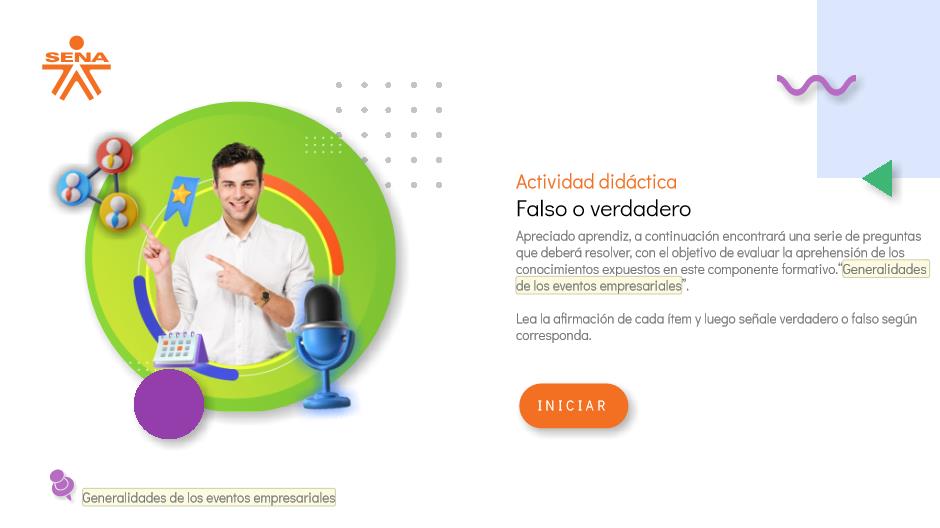 SENA
Actividad didáctica
Falso o verdadero
Apreciado aprendiz, a continuación encontrará una serie de preguntas
que deberá resolver, con el objetivo de evaluar la aprehensión de los
conocimientos expuestos en este componente formativo.“Generalidades
de los eventos empresariales”.
Lea la afirmación de cada ítem y luego señale verdadero o falso según
corresponda.
INICIAR
Generalidades de los eventos empresariales